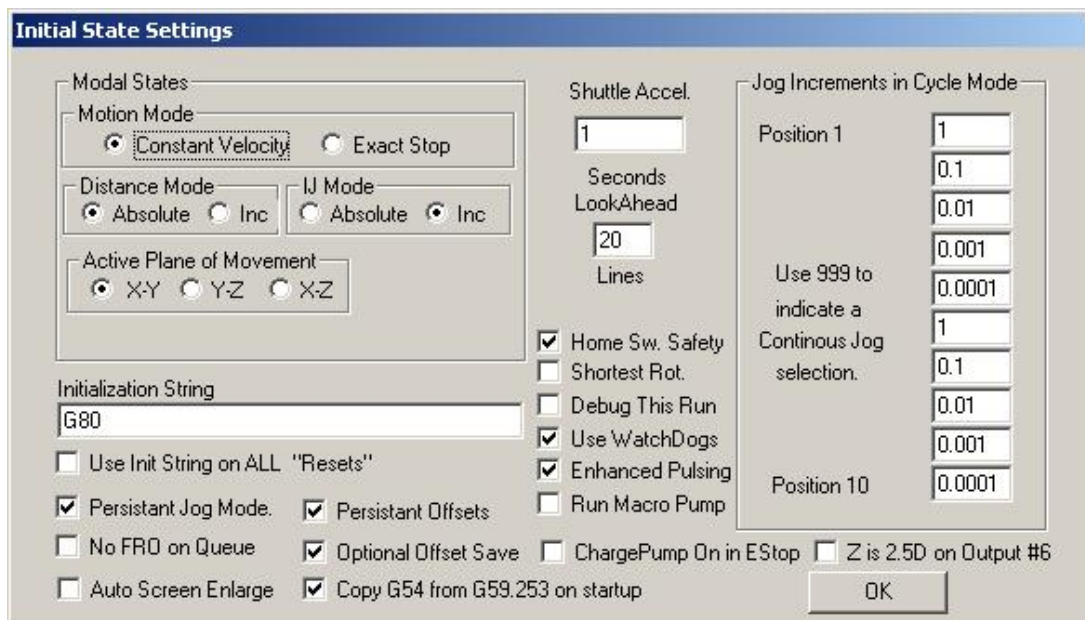 Initial State Settings
Modal States
Motion Mode
Constant Velocity Exact Stop
Distance Mode
Absolute Inc
IJ Mode
Absolute Inc
Active Plane of Movement
X-Y Y-Z X-Z
Initialization String
G80
Use Init String on ALL "Resets"
Persistant Jog Mode.
No FRO on Queue
Auto Screen Enlarge
Persistant Offsets
Optional Offset Save
Copy G54 from G59.253 on startup
Shuttle Accel.
1
Seconds
LookAhead
20
Lines
Home Sw. Safety
Shortest Rot.
Debug This Run
Use WatchDogs
Enhanced Pulsing
Run Macro Pump
ChargePump On in EStop
Z is 2.5D on Output #6
Jog Increments in Cycle Mode
Position 1
1
0.1
0.01
0.001
0.0001
1
0.1
0.01
0.001
0.0001
Use 999 to
indicate a
Continous Jog
selection.
Position 10
OK